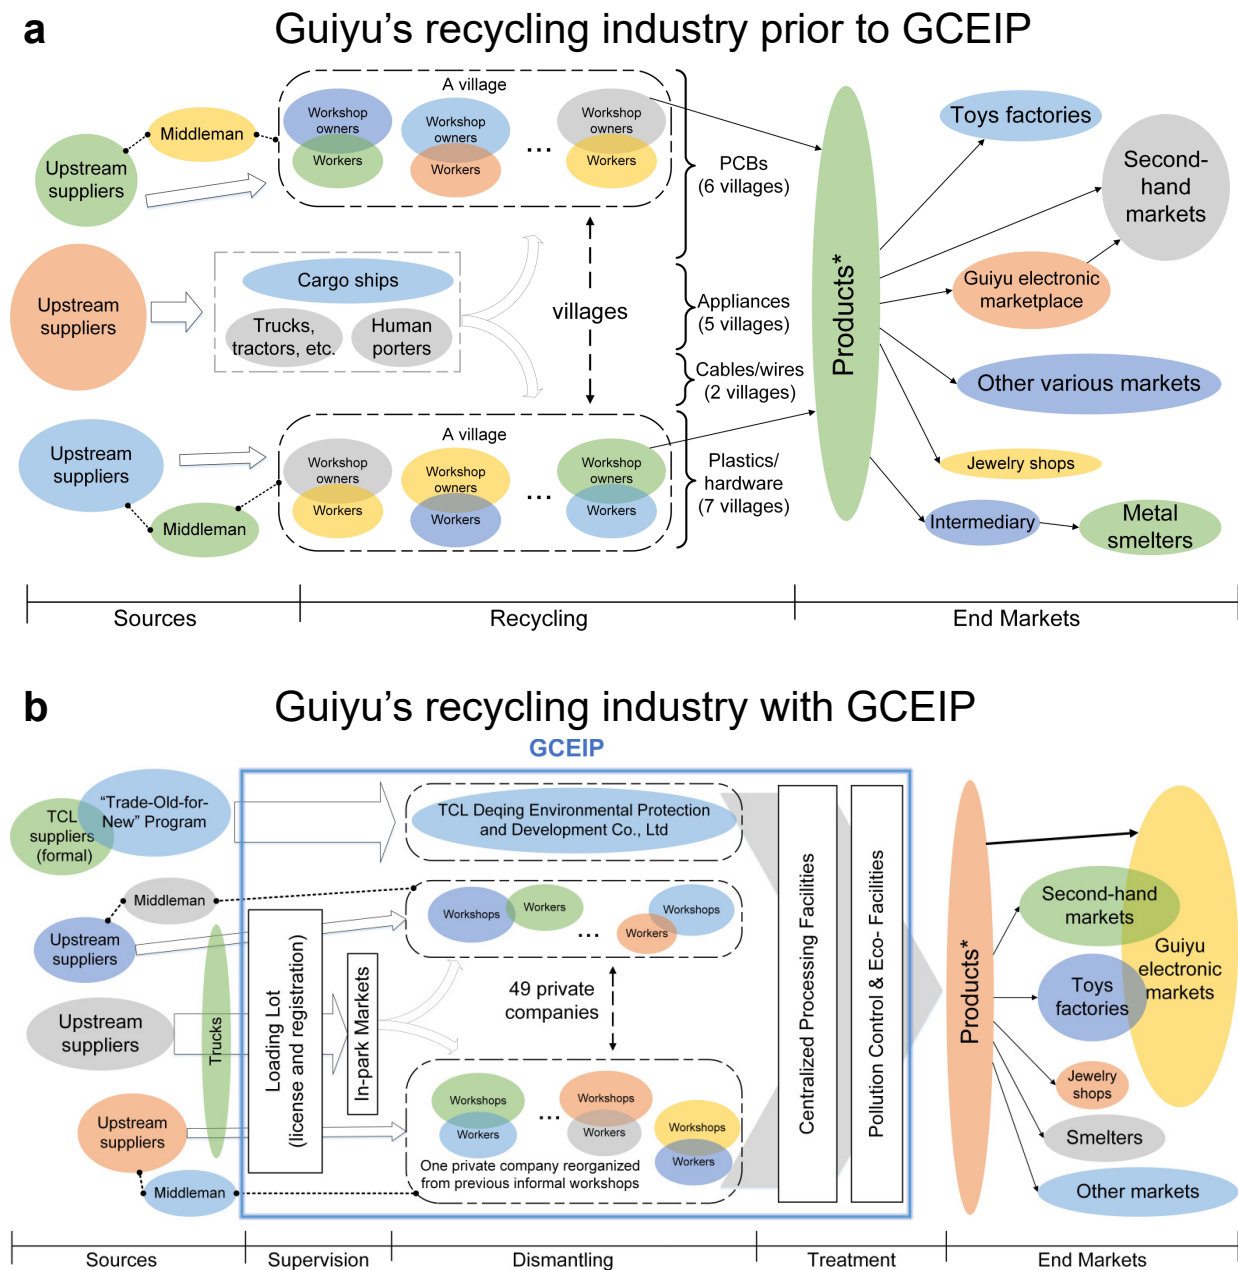 a
Guiyu's recycling industry prior to GCEIP
A village
Workshop
owners
Workers
Workshop
owners
Workers
...
Workshop
owners
Workers
Middleman
Upstream
suppliers
PCBs
(6 villages)
Toys factories
Second-
hand
markets
Cargo ships
Trucks,
tractors, etc.
Human
porters
Upstream
suppliers
villages
Appliances
(5 villages)
Cables/wires
(2 villages)
Products*
Guiyu electronic
marketplace
Other various markets
A village
Upstream
suppliers
Middleman
Workshop
owners
Workers
Workshop
owners
Workers
...
Workshop
owners
Workers
Plastics/
hardware
(7 villages)
Jewelry shops
Intermediary
Metal
smelters
Sources
Recycling
End Markets
b
Guiyu's recycling industry with GCEIP
GCEIP
TCL
suppliers
(formal)
"Trade-Old-for-
New" Program
TCL Deqing Environmental Protection
and Development Co., Ltd
Middleman
Upstream
suppliers
Workshops
Workers
...
Workshops
Workers
Upstream
suppliers
Trucks
Loading Lot
(license and registration)
In-park Markets
49 private
companies
Centralized Processing Facilities
Pollution Control & Eco- Facilities
Products*
Second-hand
markets
Guiyu
electronic
markets
Toys
factories
Jewelry
shops
Smelters
Other markets
Upstream
suppliers
Middleman
Workshops
Workers
...
Workshops
Workers
Workshops
Workers
One private company reorganized
from previous informal workshops
Sources
Supervision
Dismantling
Treatment
End Markets